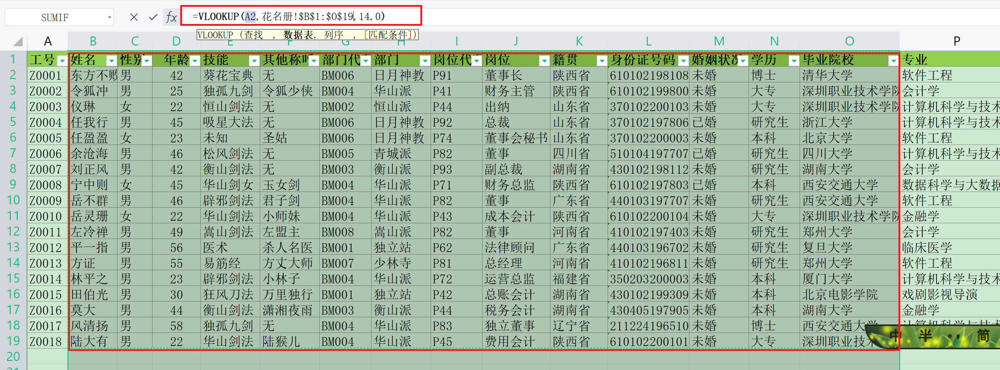 SUMIF fx =VLOOKUP(A2,花名册!$B$1:$O$19,14,0)
VLOOKUP (查找 , 数据表, 列序 , [匹配条件])
A B C D E F G H I J K L M N O P
1 工号 姓名 性别 年龄 技能 其他称呼 部门代 部门 岗位代 岗位 籍贯 身份证号码 婚姻状况 学历 毕业院校 专业
2 Z0001 东方不败 男 42 葵花宝典 无 BM006 日月神教 P91 董事长 陕西省 610102198108 未婚 博士 清华大学 软件工程
3 Z0002 令狐冲 男 25 独孤九剑 令狐少侠 BM004 华山派 P41 财务主管 陕西省 610102199800 未婚 大专 深圳职业技术学院 会计学
4 Z0003 仪琳 女 22 恒山剑法 无 BM002 恒山派 P44 出纳 山东省 370102200103 未婚 大专 深圳职业技术学院 计算机科学与技术
5 Z0004 任我行 男 45 吸星大法 无 BM006 日月神教 P92 总裁 山东省 370102197806 已婚 研究生 浙江大学 计算机科学与技术
6 Z0005 任盈盈 女 23 未知 圣姑 BM006 日月神教 P74 董事会秘书 山东省 370102200003 未婚 本科 北京大学 软件工程
7 Z0006 余沧海 男 46 松风剑法 无 BM005 青城派 P82 董事 四川省 510104197707 已婚 研究生 四川大学 计算机科学与技术
8 Z0007 刘正风 男 42 衡山剑法 无 BM003 衡山派 P93 副总裁 湖南省 430102198112 未婚 研究生 湖南大学 会计学
9 Z0008 宁中则 女 45 华山剑女 玉女剑 BM004 华山派 P71 财务总监 陕西省 610102197803 已婚 本科 西安交通大学 数据科学与大数据
10 Z0009 岳不群 男 46 辟邪剑法 君子剑 BM004 华山派 P82 董事 广东省 440103197707 未婚 研究生 西安交通大学 软件工程
11 Z0010 岳灵珊 女 22 华山剑法 小师妹 BM004 华山派 P43 成本会计 陕西省 610102200104 未婚 大专 深圳职业技术学院 金融学
12 Z0011 左冷禅 男 49 嵩山剑法 左盟主 BM008 嵩山派 P82 董事 河南省 410102197403 未婚 研究生 郑州大学 会计学
13 Z0012 平一指 男 56 医术 杀人名医 BM001 独立站 P62 法律顾问 广东省 440103196702 未婚 研究生 复旦大学 临床医学
14 Z0013 方证 男 55 易筋经 方丈大师 BM007 少林寺 P81 总经理 河南省 410102196811 未婚 研究生 郑州大学 软件工程
15 Z0014 林平之 男 23 辟邪剑法 小林子 BM004 华山派 P72 运营总监 福建省 350203200003 未婚 本科 厦门大学 计算机科学与技术
16 Z0015 田伯光 男 30 狂风刀法 万里独行 BM001 独立站 P42 总账会计 湖南省 430102199309 未婚 本科 北京电影学院 戏剧影视导演
17 Z0016 莫大 男 44 衡山剑法 潇湘夜雨 BM003 衡山派 P44 税务会计 湖南省 430405197905 未婚 本科 湖南大学 金融学
18 Z0017 风清扬 男 58 独孤九剑 无 BM004 华山派 P83 独立董事 辽宁省 211224196510 未婚 博士 西安交通大学 计算机科学与技术
19 Z0018 陆大有 男 22 华山剑法 陆猴儿 BM004 华山派 P45 费用会计 陕西省 610102200101 未婚 大专 深圳职业技术
中 半 °, 简
20
21